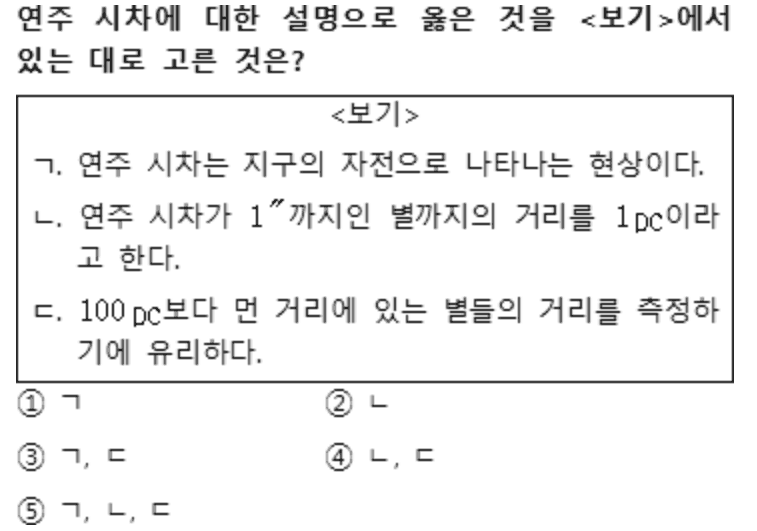 연주 시차에 대한 설명으로 옳은 것을 <보기>에서
있는 대로 고른 것은?
<보기>
ㄱ. 연주 시차는 지구의 자전으로 나타나는 현상이다.
ㄴ. 연주 시차가 1″까지인 별까지의 거리를 1pc이라
고 한다.
ㄷ. 100pc보다 먼 거리에 있는 별들의 거리를 측정하
기에 유리하다.
① ㄱ ② ㄴ
③ ㄱ, ㄷ ④ ㄴ, ㄷ
⑤ ㄱ, ㄴ, ㄷ